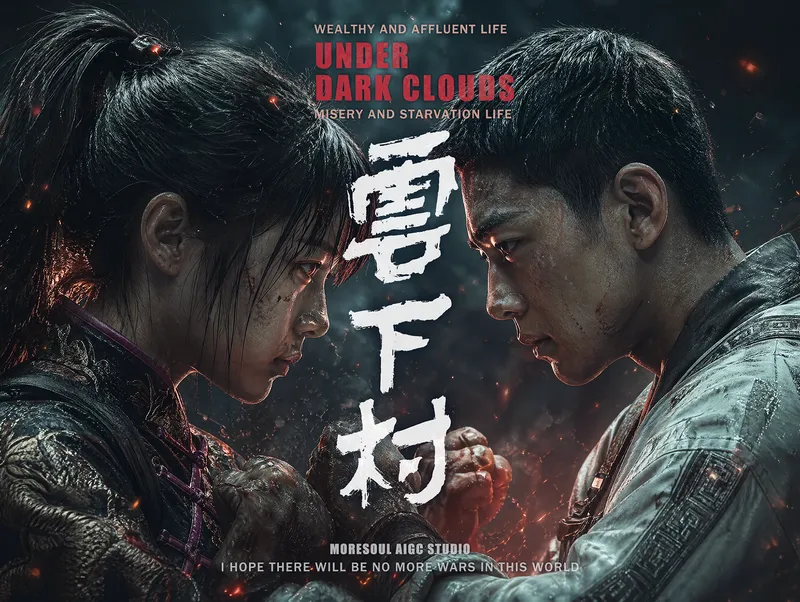 WEALTHY AND AFFLUENT LIFE
UNDER
DARK CLOUDS
MISERY AND STARVATION LIFE
雲
下
村
MORESOUL AIGC STUDIO
I HOPE THERE WILL BE NO MORE WARS IN THIS WORLD